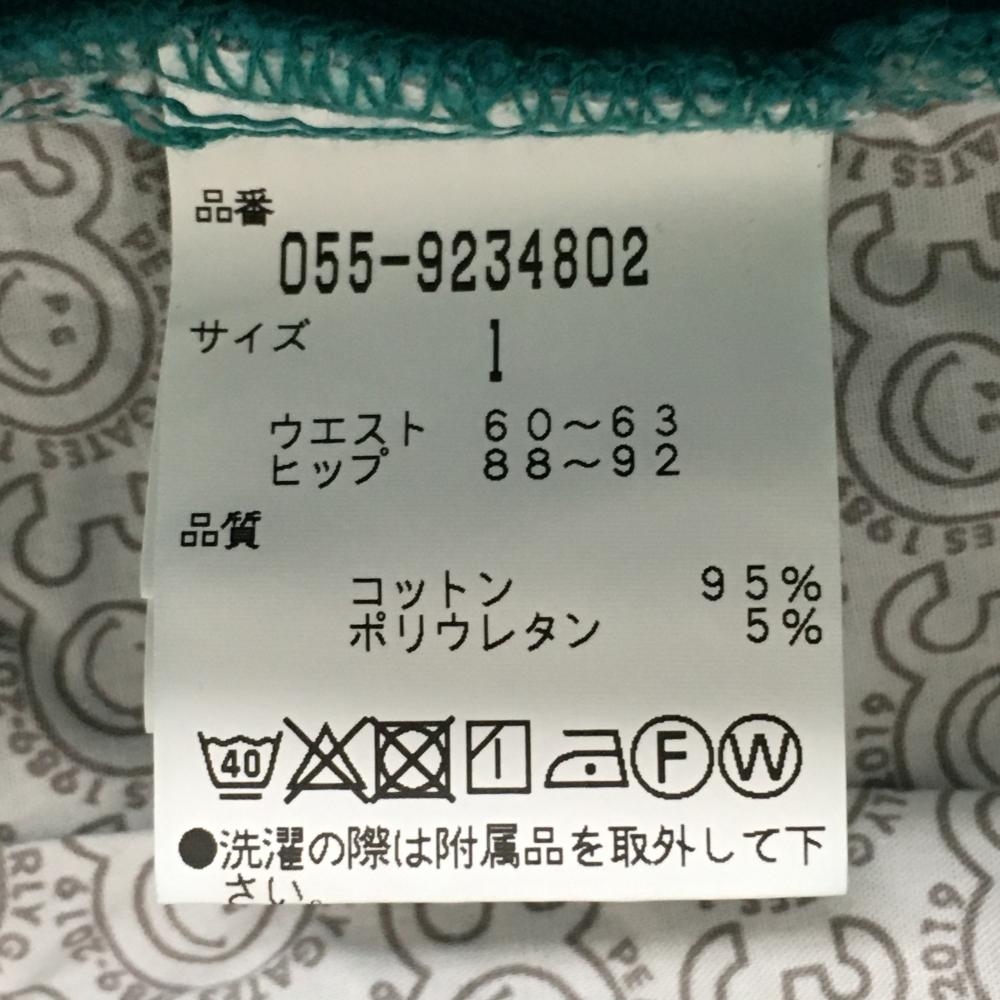 品番
055-9234802
サイズ 1
ウエスト 60～63
ヒップ 88～92
品質
コットン 95%
ポリウレタン 5%
40 F W
●洗濯の際は附属品を取外して下
さい。